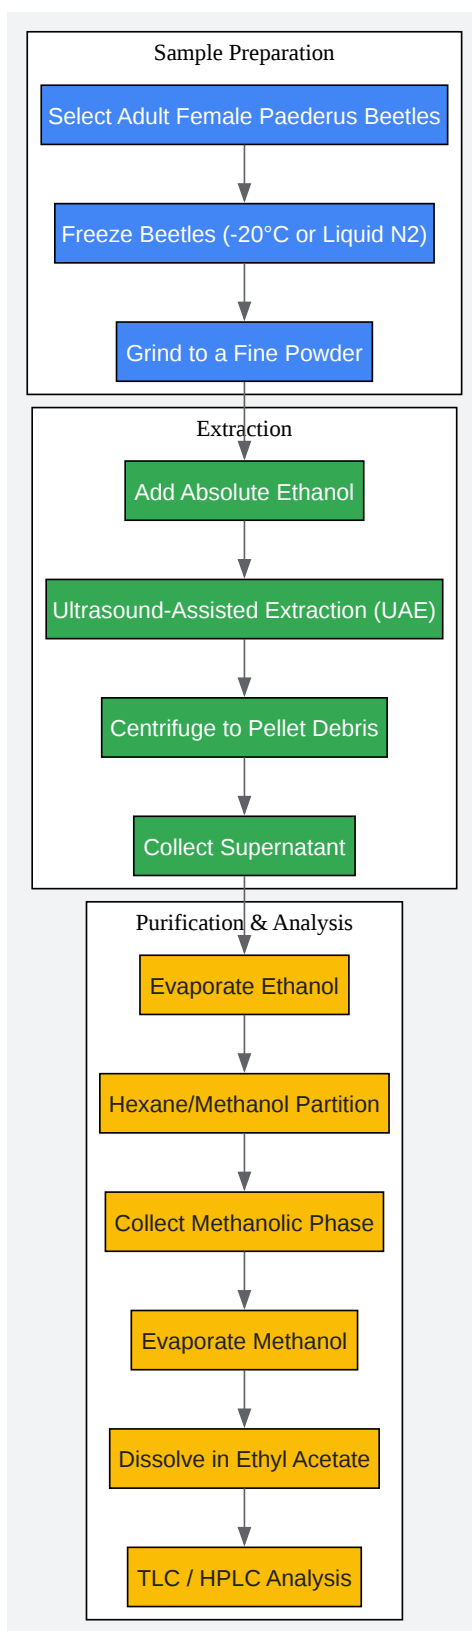 Sample Preparation
Select Adult Female Paederus Beetles
Freeze Beetles (-20°C or Liquid N2)
Grind to a Fine Powder
Extraction
Add Absolute Ethanol
Ultrasound-Assisted Extraction (UAE)
Centrifuge to Pellet Debris
Collect Supernatant
Purification & Analysis
Evaporate Ethanol
Hexane/Methanol Partition
Collect Methanolic Phase
Evaporate Methanol
Dissolve in Ethyl Acetate
TLC / HPLC Analysis